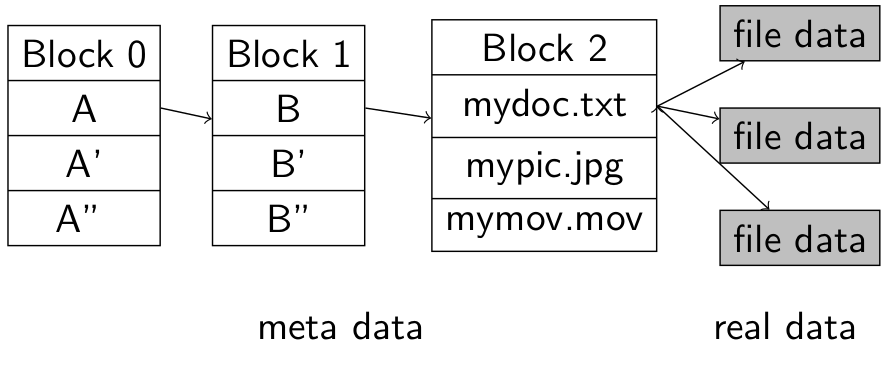 Block 0
A
A'
A"
Block 1
B
B'
B"
Block 2
mydoc.txt
mypic.jpg
mymov.mov
file data
file data
file data
meta data
real data